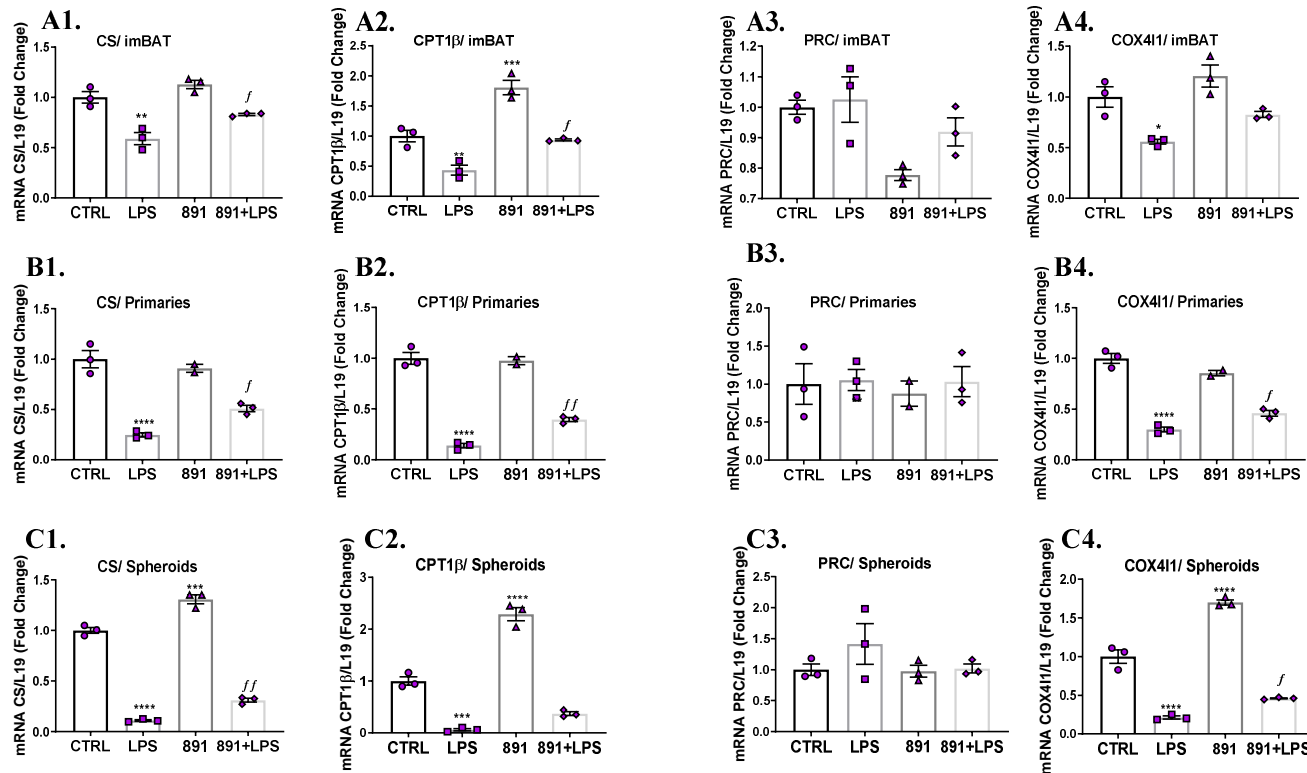 A1.
CS/ imBAT
mRNA CS/L19 (Fold Change)
1.5
1.0
0.5
0.0
**
ƒ
CTRL LPS 891 891+LPS
A2.
CPT1β/ imBAT
mRNA CPT1β/L19 (Fold Change)
2.5
2.0
1.5
1.0
0.5
0.0
**
***
ƒ
CTRL LPS 891 891+LPS
A3.
PRC/ imBAT
mRNA PRC/L19 (Fold Change)
1.2
1.1
1.0
0.9
0.8
0.7
CTRL LPS 891 891+LPS
A4.
COX4I1/ imBAT
mRNA COX4I1/L19 (Fold Change)
1.5
1.0
0.5
0.0
*
CTRL LPS 891 891+LPS
B1.
CS/ Primaries
mRNA CS/L19 (Fold Change)
1.5
1.0
0.5
0.0
****
ƒ
CTRL LPS 891 891+LPS
B2.
CPT1β/ Primaries
mRNA CPT1β/L19 (Fold Change)
1.5
1.0
0.5
0.0
****
ƒƒ
CTRL LPS 891 891+LPS
B3.
PRC/ Primaries
mRNA PRC/L19 (Fold Change)
2.0
1.5
1.0
0.5
0.0
CTRL LPS 891 891+LPS
B4.
COX4I1/ Primaries
mRNA COX4I1/L19 (Fold Change)
1.5
1.0
0.5
0.0
****
ƒ
CTRL LPS 891 891+LPS
C1.
CS/ Spheroids
mRNA CS/L19 (Fold Change)
1.5
1.0
0.5
0.0
****
***
ƒƒ
CTRL LPS 891 891+LPS
C2.
CPT1β/ Spheroids
mRNA CPT1β/L19 (Fold Change)
3
2
1
0
***
****
CTRL LPS 891 891+LPS
C3.
PRC/ Spheroids
mRNA PRC/L19 (Fold Change)
2.5
2.0
1.5
1.0
0.5
0.0
CTRL LPS 891 891+LPS
C4.
COX4I1/ Spheroids
mRNA COX4I1/L19 (Fold Change)
2.0
1.5
1.0
0.5
0.0
****
****
ƒ
CTRL LPS 891 891+LPS